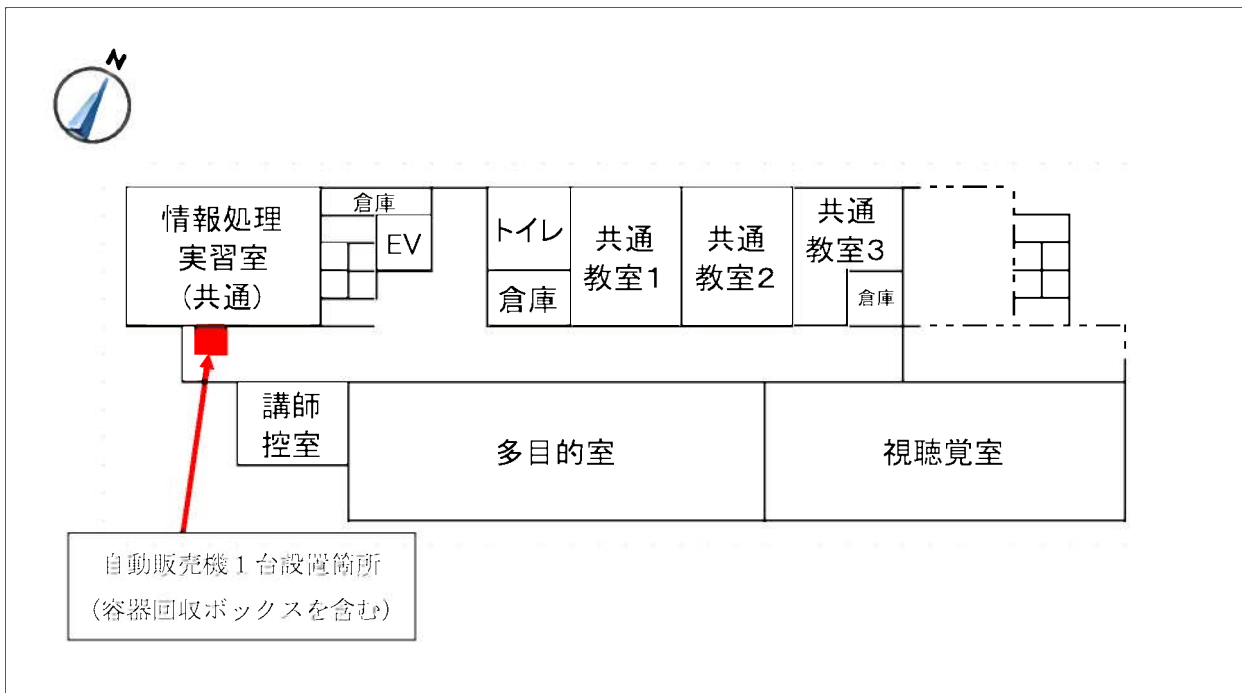 N
情報処理
実習室
(共通)
倉庫
EV
トイレ
倉庫
共通
教室1
共通
教室2
共通
教室3
倉庫
講師
控室
多目的室
視聴覚室
自動販売機１台設置箇所
(容器回収ボックスを含む)